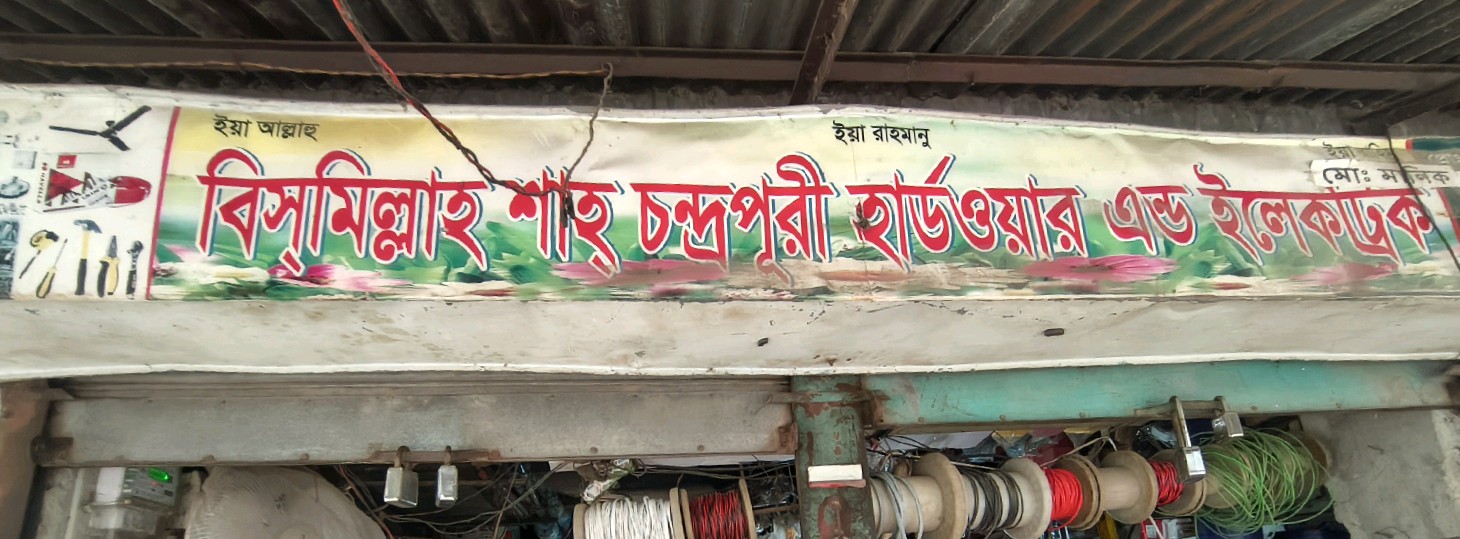 ইয়া আল্লাহু
ইয়া রাহমানু
বিস্‌মিল্লাহ শাহ্ চন্দ্রপূরী হার্ডওয়ার এন্ড ইলেকট্রিক
মোঃ মানিক